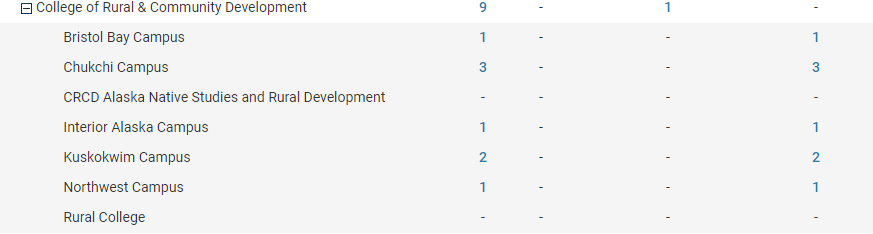 College of Rural & Community Development 9 - 1 -
Bristol Bay Campus 1 - - 1
Chukchi Campus 3 - - 3
CRCD Alaska Native Studies and Rural Development - - - -
Interior Alaska Campus 1 - - 1
Kuskokwim Campus 2 - - 2
Northwest Campus 1 - - 1
Rural College - - - -